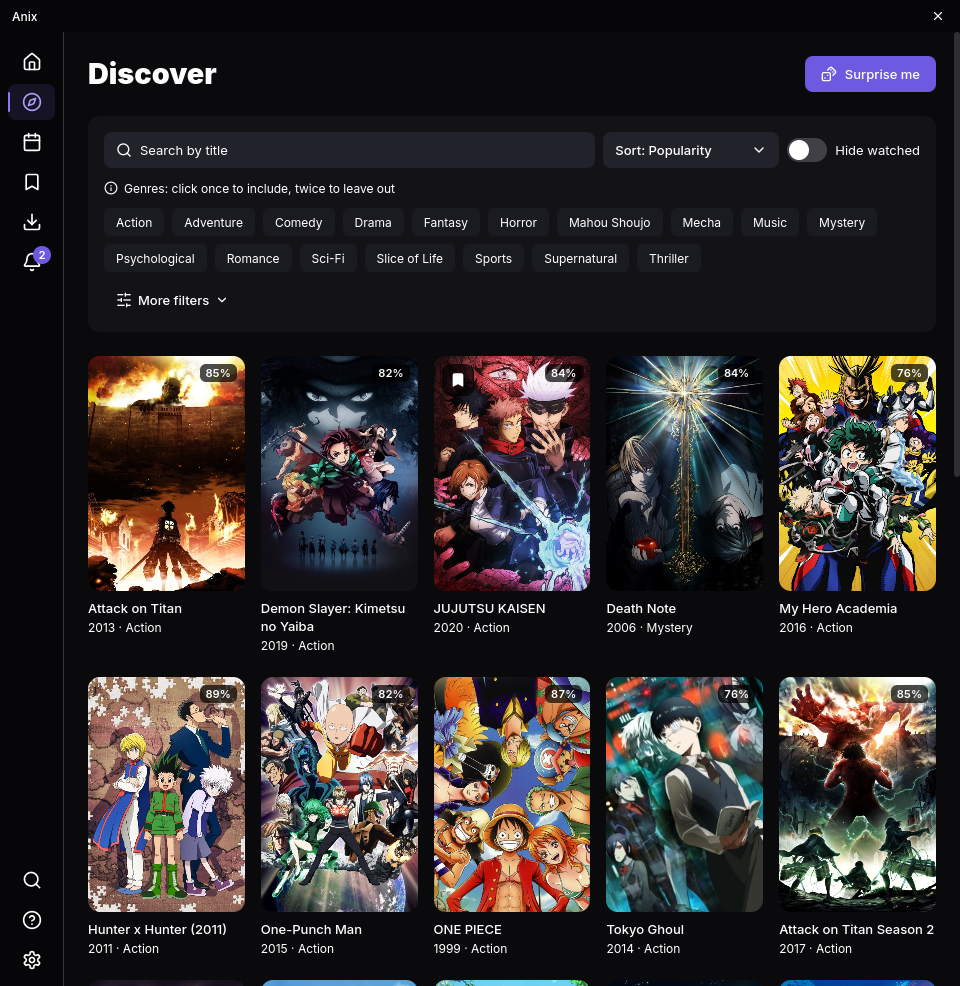 Anix
Discover
Surprise me
Search by title
Sort: Popularity
Hide watched
Genres: click once to include, twice to leave out
Action
Adventure
Comedy
Drama
Fantasy
Horror
Mahou Shoujo
Mecha
Music
Mystery
Psychological
Romance
Sci-Fi
Slice of Life
Sports
Supernatural
Thriller
More filters
2
85%
82%
84%
84%
76%
Attack on Titan
2013 · Action
Demon Slayer: Kimetsu
no Yaiba
2019 · Action
JUJUTSU KAISEN
2020 · Action
Death Note
2006 · Mystery
My Hero Academia
2016 · Action
89%
82%
87%
76%
85%
Hunter x Hunter (2011)
2011 · Action
One-Punch Man
2015 · Action
ONE PIECE
1999 · Action
Tokyo Ghoul
2014 · Action
Attack on Titan Season 2
2017 · Action